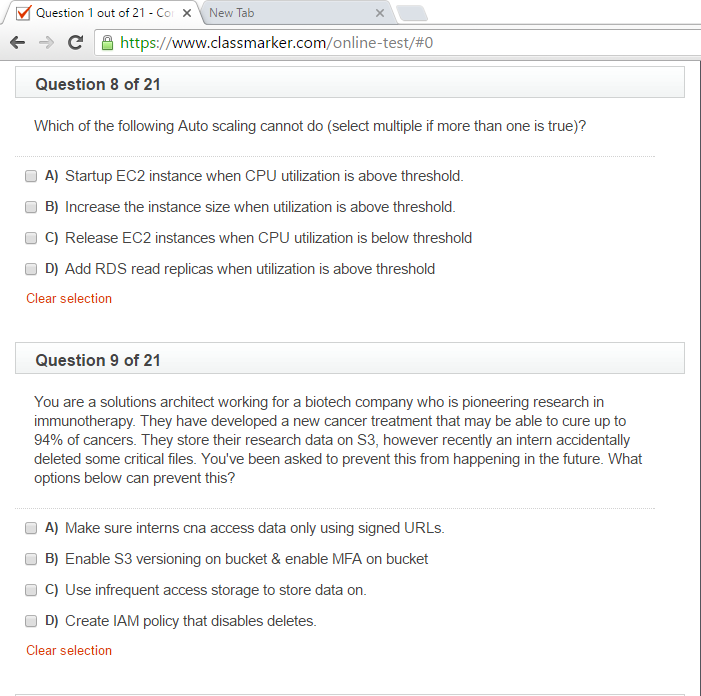 Question 1 out of 21 - Co
New Tab
https://www.classmarker.com/online-test/#0
Question 8 of 21
Which of the following Auto scaling cannot do (select multiple if more than one is true)?
A) Startup EC2 instance when CPU utilization is above threshold.
B) Increase the instance size when utilization is above threshold.
C) Release EC2 instances when CPU utilization is below threshold
D) Add RDS read replicas when utilization is above threshold
Clear selection
Question 9 of 21
You are a solutions architect working for a biotech company who is pioneering research in
immunotherapy. They have developed a new cancer treatment that may be able to cure up to
94% of cancers. They store their research data on S3, however recently an intern accidentally
deleted some critical files. You've been asked to prevent this from happening in the future. What
options below can prevent this?
A) Make sure interns cna access data only using signed URLs.
B) Enable S3 versioning on bucket & enable MFA on bucket
C) Use infrequent access storage to store data on.
D) Create IAM policy that disables deletes.
Clear selection